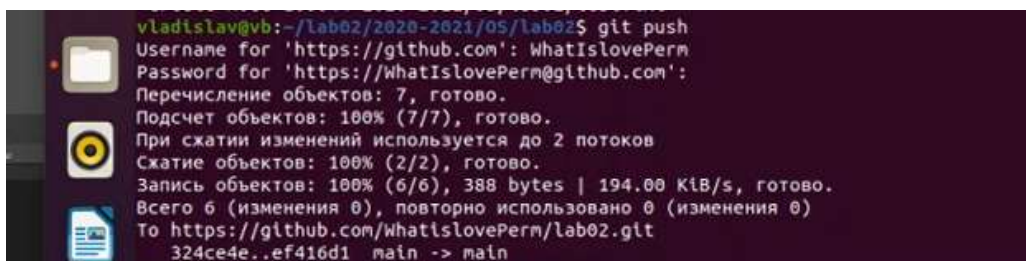 vladislav@vb:~/lab02/2020-2021/OS/lab02$ git push
Username for 'https://github.com': WhatIslovePerm
Password for 'https://WhatIslovePerm@github.com':
Перечисление объектов: 7, готово.
Подсчет объектов: 100% (7/7), готово.
При сжатии изменений используется до 2 потоков
Сжатие объектов: 100% (2/2), готово.
Запись объектов: 100% (6/6), 388 bytes | 194.00 KiB/s, готово.
Всего 6 (изменения 0), повторно использовано 0 (изменения 0)
To https://github.com/WhatislovePerm/lab02.git
324ce4e..ef416d1 main -> main